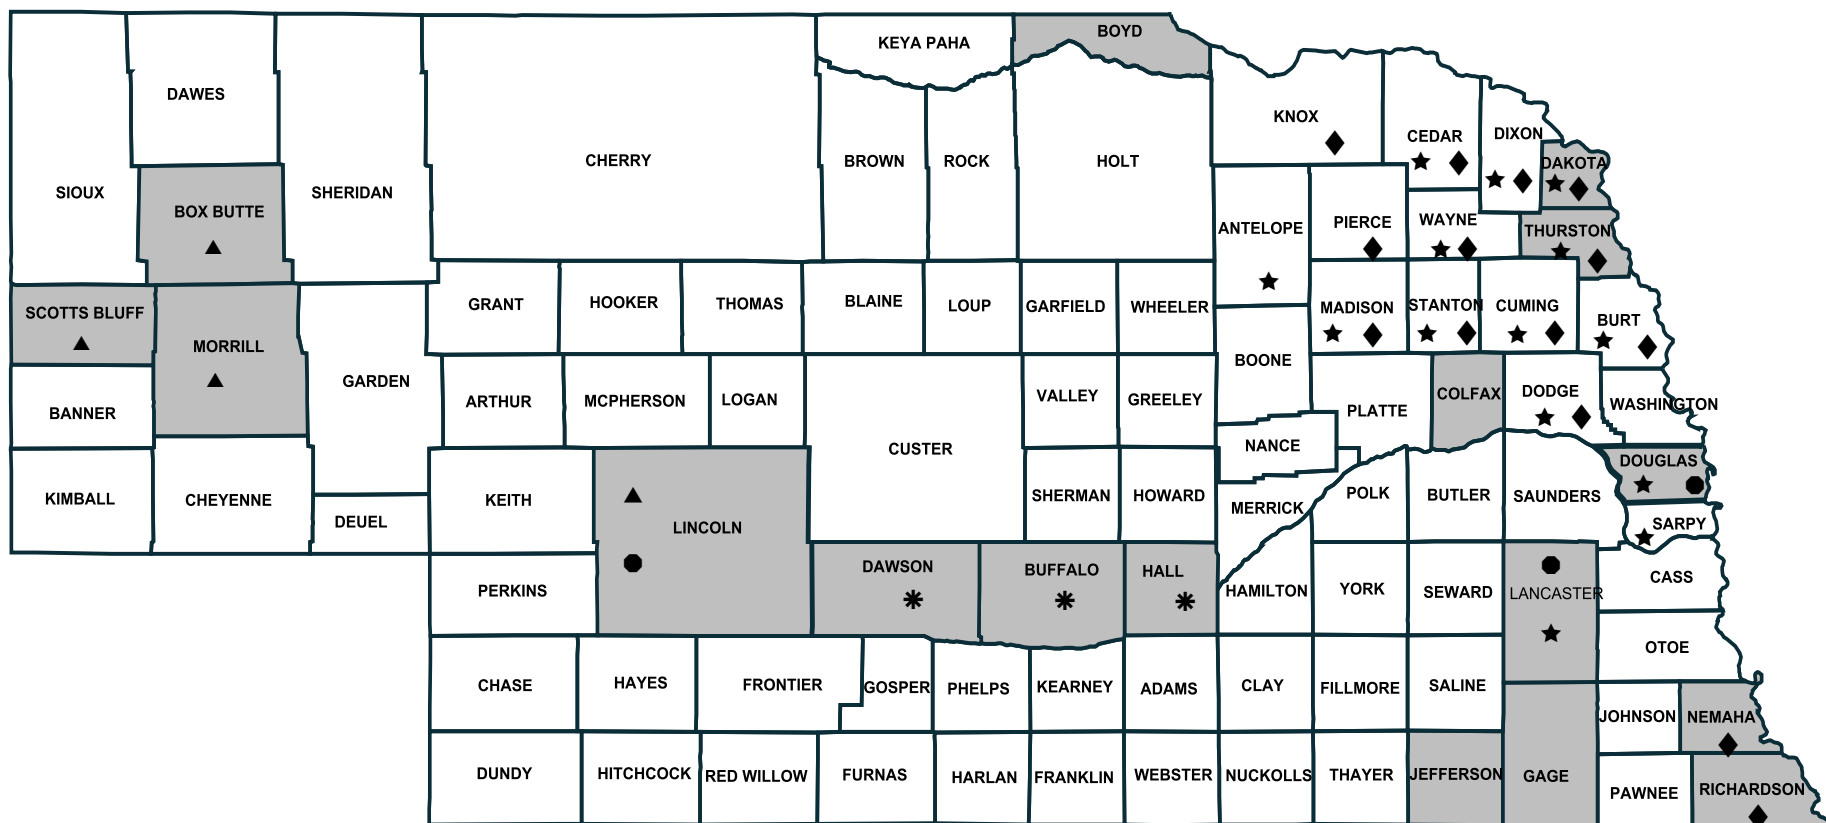 KEYA PAHA
BOYD
DAWES
KNOX
CEDAR
DIXON
CHERRY
BROWN
ROCK
HOLT
DAKOTA
SIOUX
SHERIDAN
BOX BUTTE
ANTELOPE
PIERCE
WAYNE
THURSTON
SCOTTS BLUFF
GRANT
HOOKER
THOMAS
BLAINE
LOUP
GARFIELD
WHEELER
MADISON
STANTON
CUMING
BURT
MORRILL
BOONE
GARDEN
BANNER
ARTHUR
MCPHERSON
LOGAN
VALLEY
GREELEY
PLATTE
COLFAX
DODGE
WASHINGTON
CUSTER
NANCE
DOUGLAS
KIMBALL
CHEYENNE
KEITH
SHERMAN
HOWARD
POLK
BUTLER
SAUNDERS
DEUEL
LINCOLN
MERRICK
SARPY
PERKINS
DAWSON
BUFFALO
HALL
HAMILTON
YORK
SEWARD
LANCASTER
CASS
OTOE
CHASE
HAYES
FRONTIER
GOSPER
PHELPS
KEARNEY
ADAMS
CLAY
FILLMORE
SALINE
JOHNSON
NEMAHA
DUNDY
HITCHCOCK
RED WILLOW
FURNAS
HARLAN
FRANKLIN
WEBSTER
NUCKOLLS
THAYER
JEFFERSON
GAGE
PAWNEE
RICHARDSON